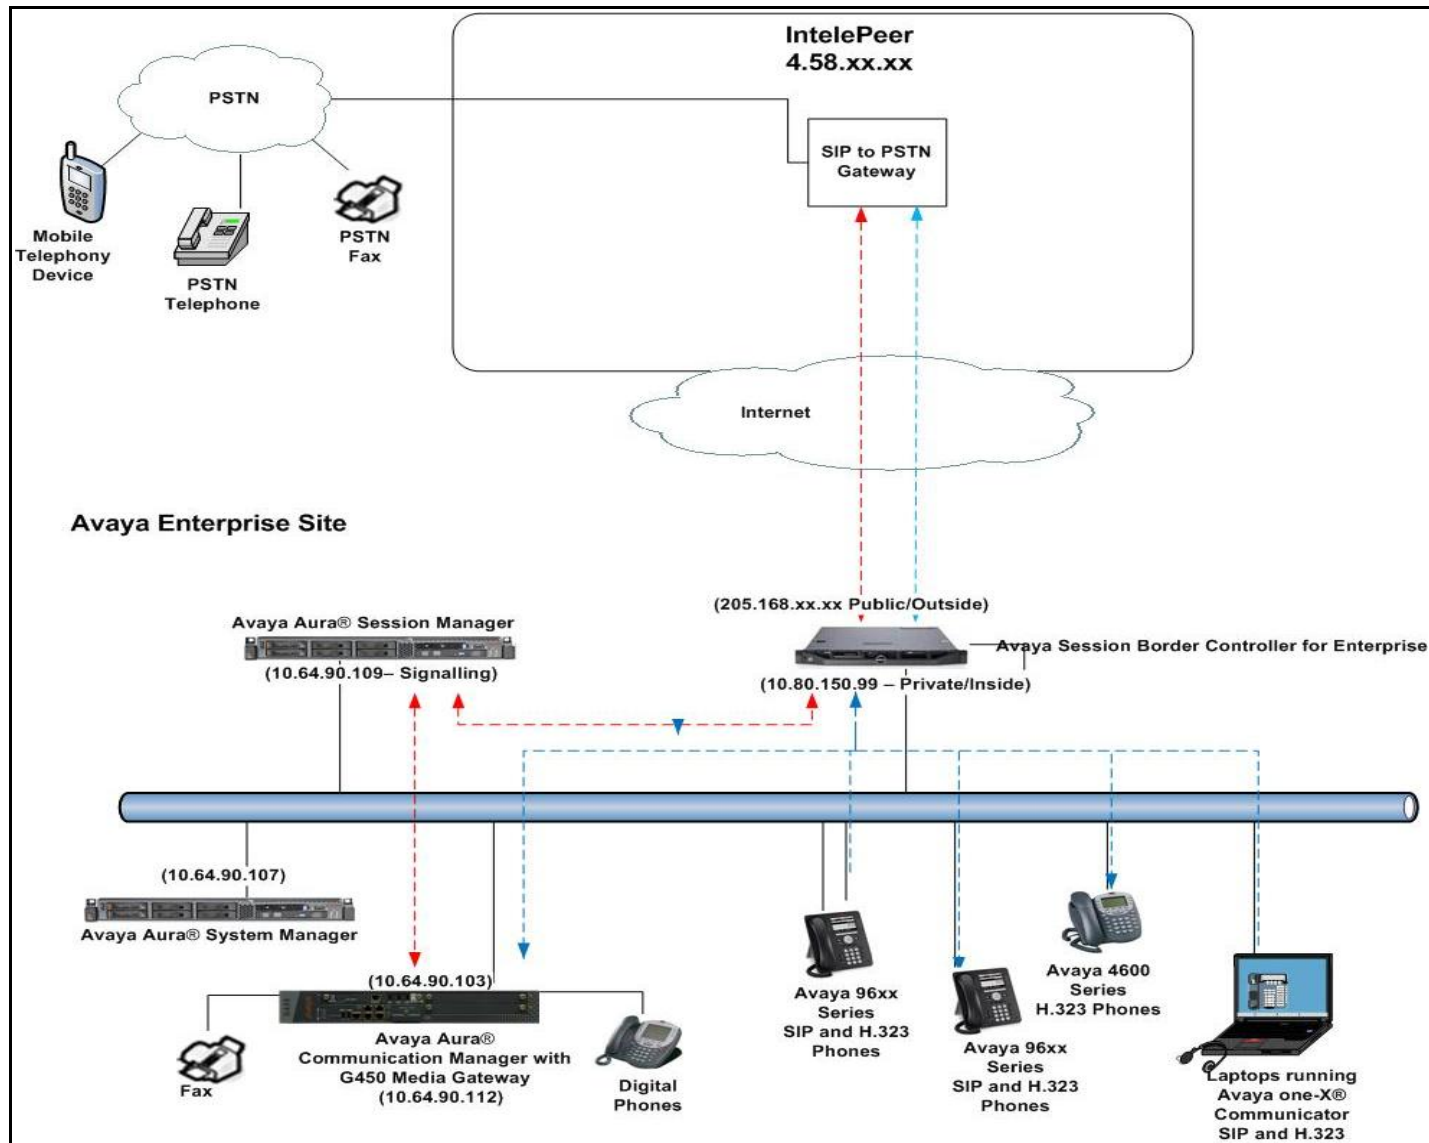 IntelePeer
4.58.xx.xx
PSTN
SIP to PSTN
Gateway
Mobile
Telephony
Device
PSTN
Telephone
PSTN
Fax
Internet
Avaya Enterprise Site
(205.168.xx.xx Public/Outside)
Avaya Aura® Session Manager
(10.64.90.109– Signalling)
Avaya Session Border Controller for Enterprise
(10.80.150.99 – Private/Inside)
(10.64.90.107)
Avaya Aura® System Manager
(10.64.90.103)
Avaya Aura®
Communication Manager with
G450 Media Gateway
(10.64.90.112)
Fax
Digital
Phones
Avaya 96xx
Series
SIP and H.323
Phones
Avaya 96xx
Series
SIP and H.323
Phones
Avaya 4600
Series
H.323 Phones
Laptops running
Avaya one-X®
Communicator
SIP and H.323